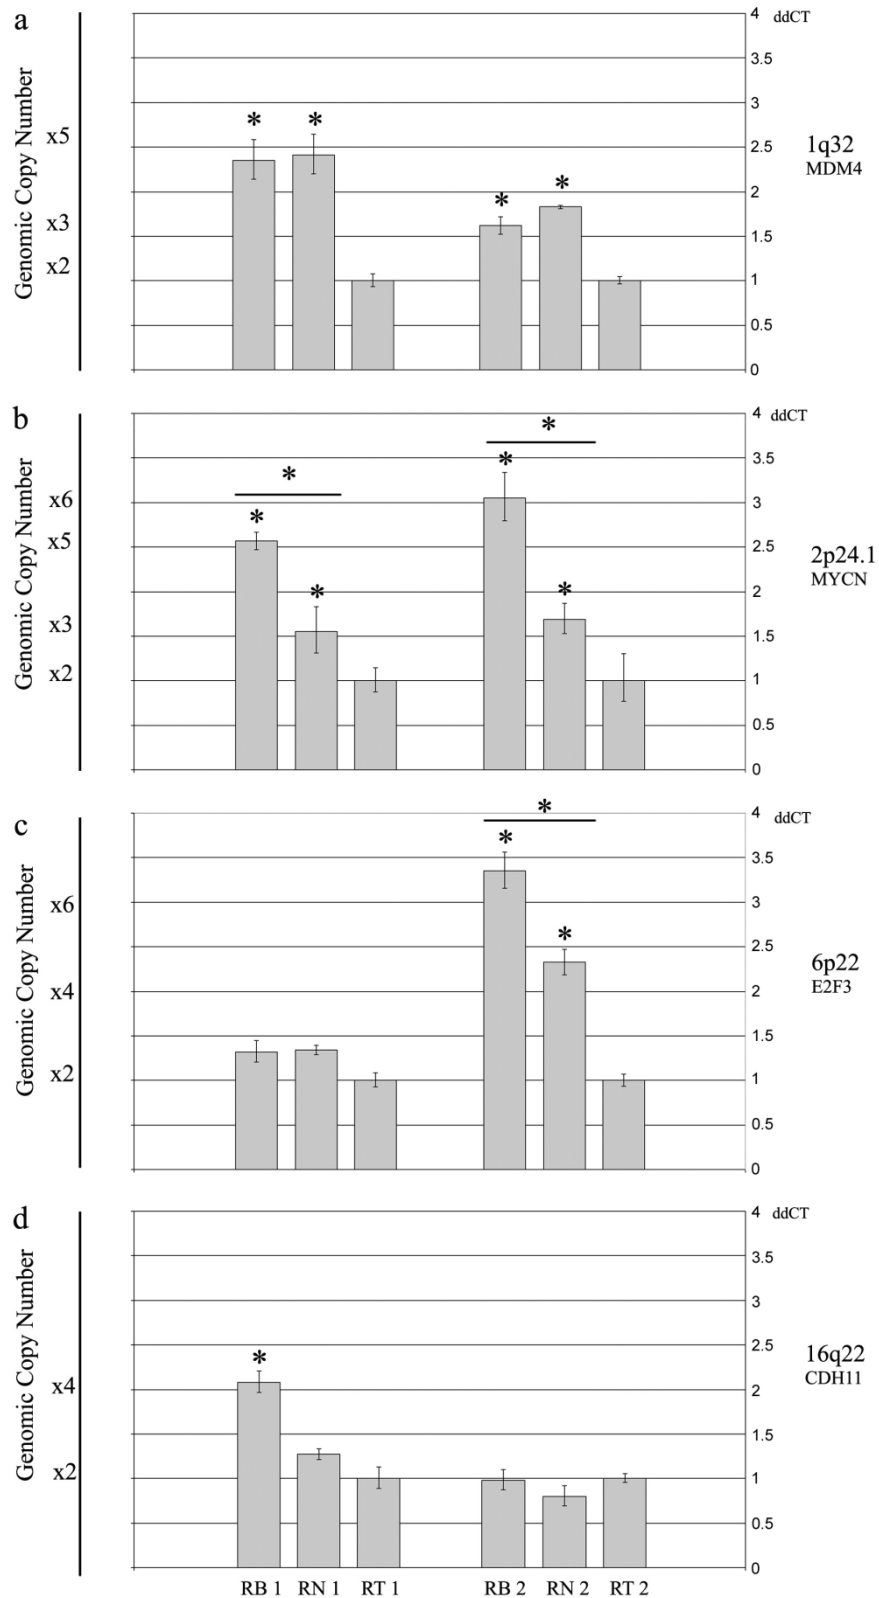 a
4 ddCT
3.5
3
2.5
2
1.5
1
0.5
0
Genomic Copy Number
x5
x3
x2
* * * *
1q32
MDM4
b
4 ddCT
3.5
3
2.5
2
1.5
1
0.5
0
Genomic Copy Number
x6
x5
x3
x2
* * * * * *
2p24.1
MYCN
c
4 ddCT
3.5
3
2.5
2
1.5
1
0.5
0
Genomic Copy Number
x6
x4
x2
* * *
6p22
E2F3
d
4 ddCT
3.5
3
2.5
2
1.5
1
0.5
0
Genomic Copy Number
x4
x2
*
16q22
CDH11
RB 1 RN 1 RT 1 RB 2 RN 2 RT 2